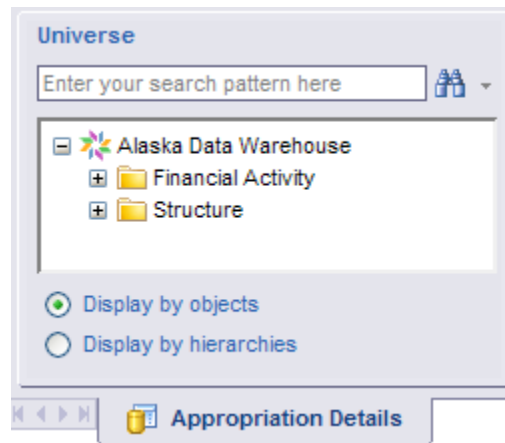 Universe
Enter your search pattern here
Alaska Data Warehouse
Financial Activity
Structure
Display by objects
Display by hierarchies
Appropriation Details